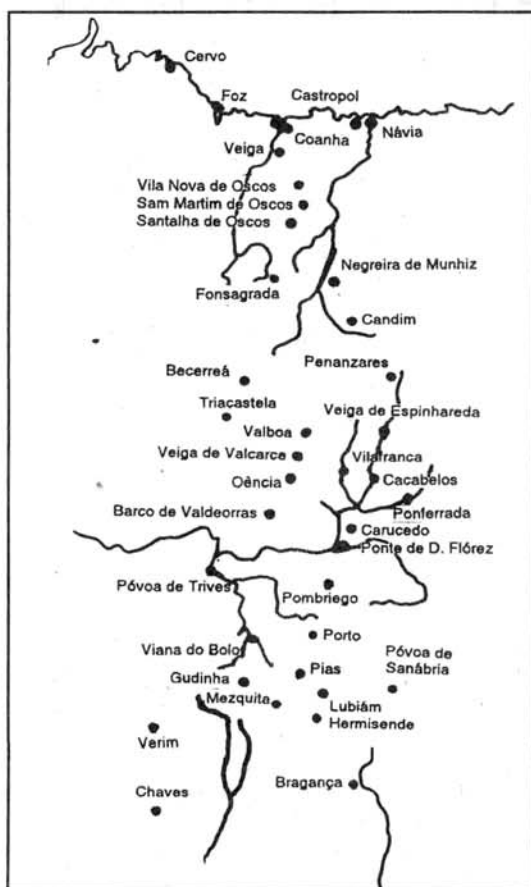 Cervo
Foz
Castropol
Coanha
Návia
Veiga
Vila Nova de Oscos
Sam Martim de Oscos
Santalha de Oscos
Negreira de Munhiz
Fonsagrada
Candim
Becerreá
Penanzares
Triacastela
Veiga de Espinhareda
Valboa
Veiga de Valcarce
Vilafranca
Oência
Cacabelos
Barco de Valdeorras
Ponferrada
Carucedo
Ponte de D. Flórez
Póvoa de Trives
Pombriego
Porto
Viana do Bolo
Póvoa de
Sanábria
Pias
Gudinha
Mezquita
Lubiám
Hermisende
Verim
Bragança
Chaves